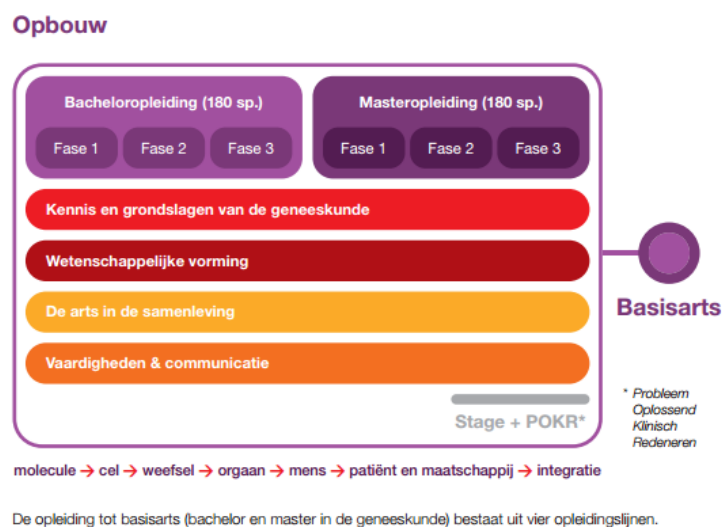 Opbouw
Bacheloropleiding (180 sp.)
Fase 1
Fase 2
Fase 3
Masteropleiding (180 sp.)
Fase 1
Fase 2
Fase 3
Kennis en grondslagen van de geneeskunde
Wetenschappelijke vorming
De arts in de samenleving
Vaardigheden & communicatie
Stage + POKR*
Basisarts
* Probleem
Oplossend
Klinisch
Redeneren
molecule → cel → weefsel → orgaan → mens → patiënt en maatschappij → integratie
De opleiding tot basisarts (bachelor en master in de geneeskunde) bestaat uit vier opleidingslijnen.